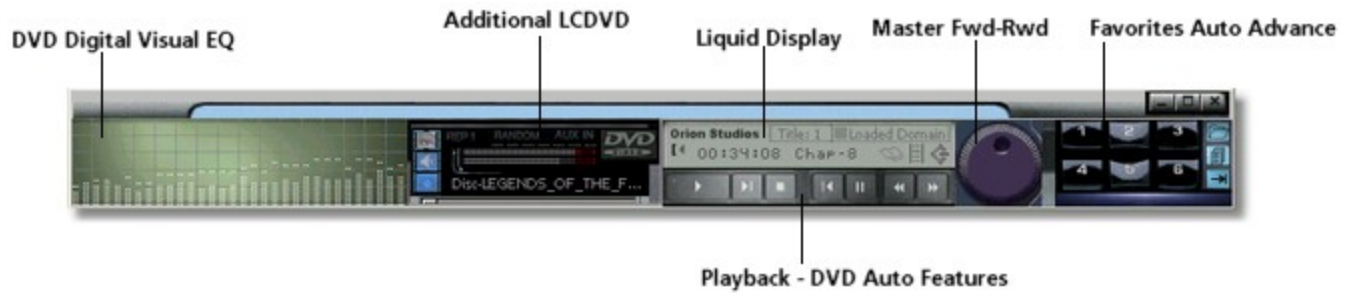 DVD Digital Visual EQ
Additional LCDVD
Liquid Display
Master Fwd-Rwd
Favorites Auto Advance
REP 1 RANDOM AUX IN
DVD
VIDEO
Disc-LEGENDS_OF_THE_F...
Orion Studios Title: 1 Loaded Domain
00:34:08 Chap-8
1 2 3
4 5 6
Playback - DVD Auto Features